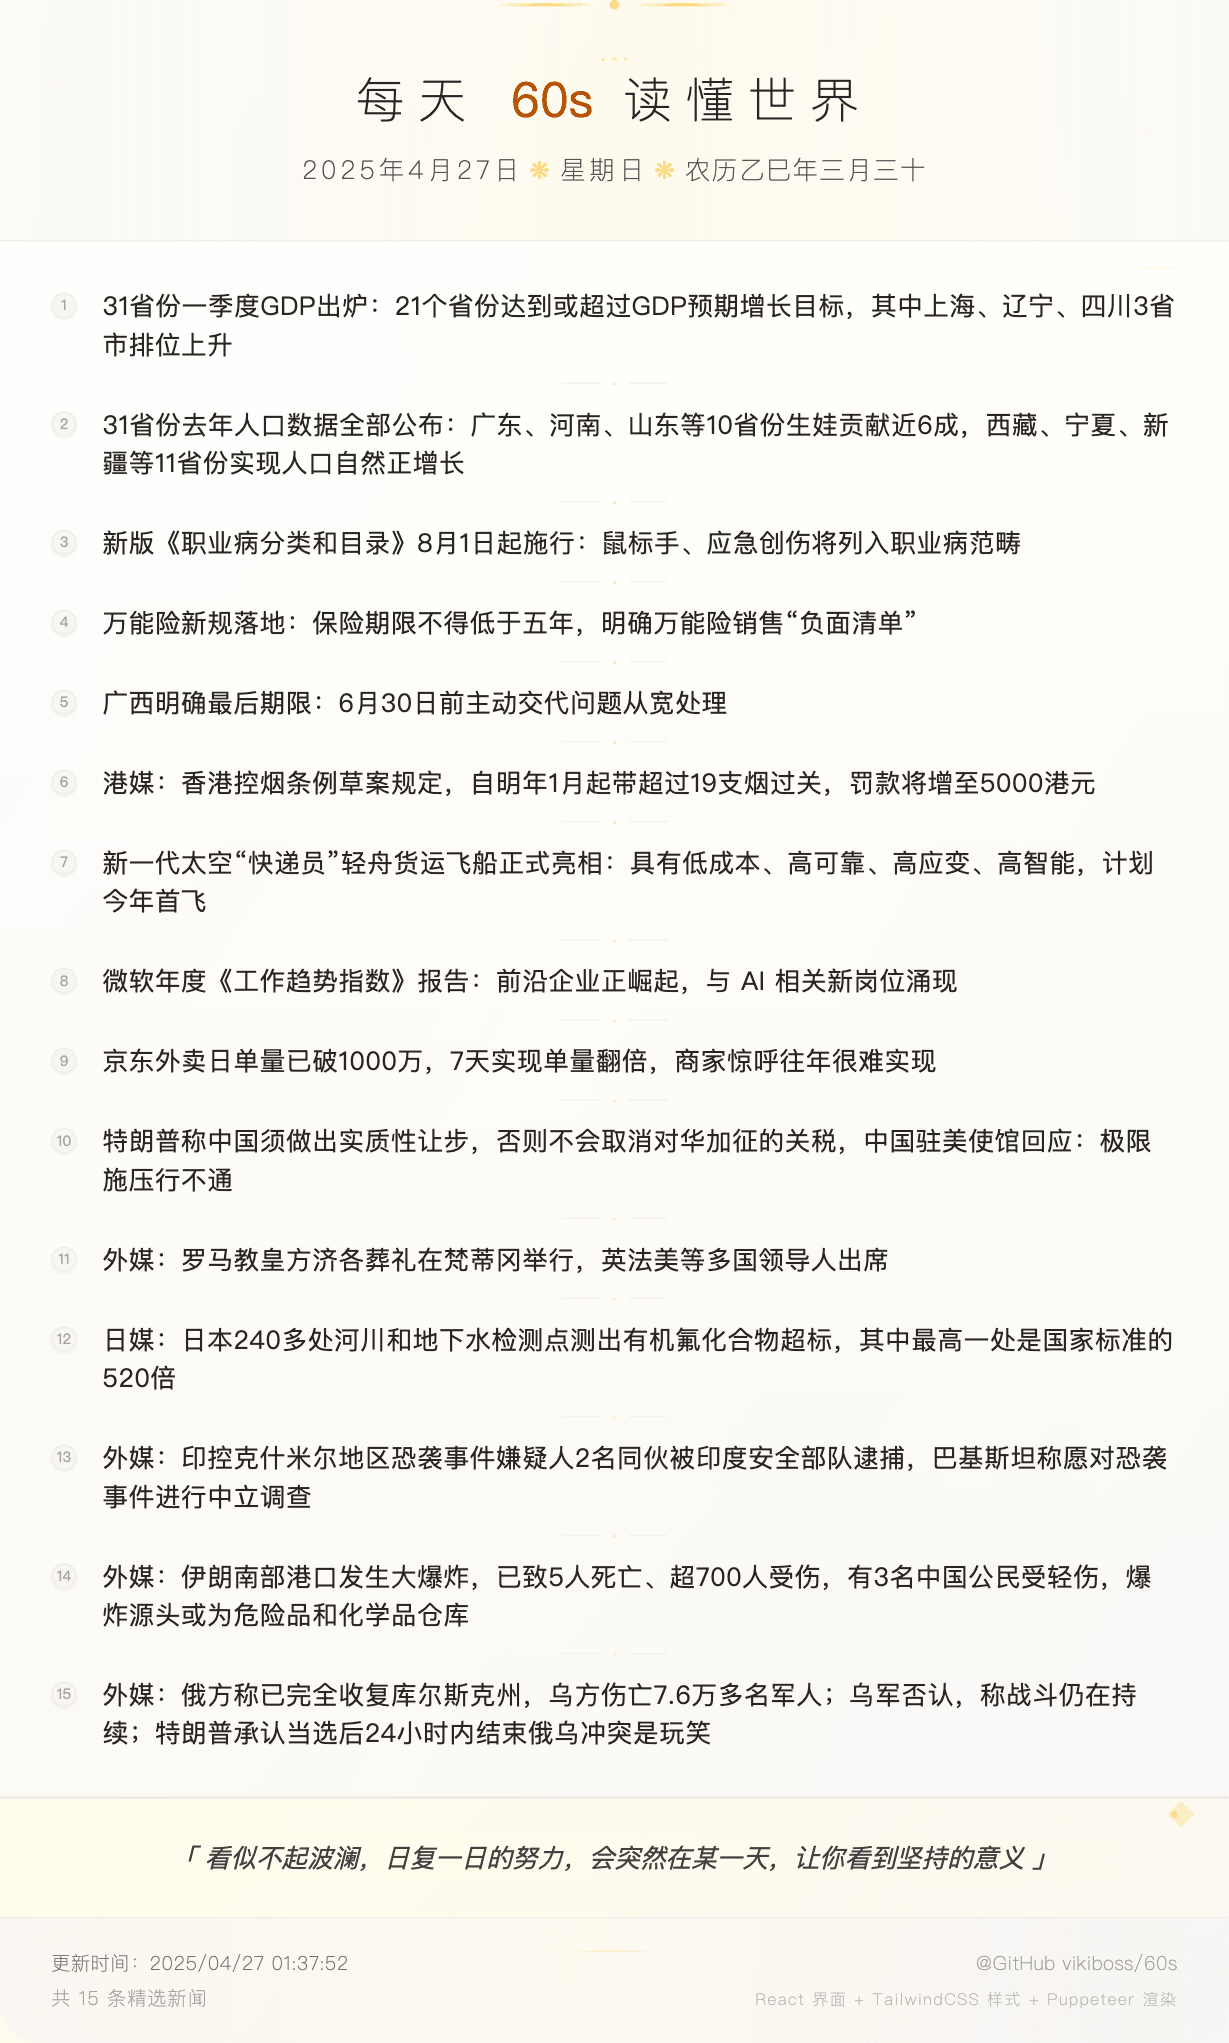 每天 60s 读懂世界
2025年4月27日 ❋ 星期日 ❋ 农历乙巳年三月三十
1 31省份一季度GDP出炉：21个省份达到或超过GDP预期增长目标，其中上海、辽宁、四川3省
市排位上升
2 31省份去年人口数据全部公布：广东、河南、山东等10省份生娃贡献近6成，西藏、宁夏、新
疆等11省份实现人口自然正增长
3 新版《职业病分类和目录》8月1日起施行：鼠标手、应急创伤将列入职业病范畴
4 万能险新规落地：保险期限不得低于五年，明确万能险销售“负面清单”
5 广西明确最后期限：6月30日前主动交代问题从宽处理
6 港媒：香港控烟条例草案规定，自明年1月起带超过19支烟过关，罚款将增至5000港元
7 新一代太空“快递员”轻舟货运飞船正式亮相：具有低成本、高可靠、高应变、高智能，计划
今年首飞
8 微软年度《工作趋势指数》报告：前沿企业正崛起，与 AI 相关新岗位涌现
9 京东外卖日单量已破1000万，7天实现单量翻倍，商家惊呼往年很难实现
10 特朗普称中国须做出实质性让步，否则不会取消对华加征的关税，中国驻美使馆回应：极限
施压行不通
11 外媒：罗马教皇方济各葬礼在梵蒂冈举行，英法美等多国领导人出席
12 日媒：日本240多处河川和地下水检测点测出有机氟化合物超标，其中最高一处是国家标准的
520倍
13 外媒：印控克什米尔地区恐袭事件嫌疑人2名同伙被印度安全部队逮捕，巴基斯坦称愿对恐袭
事件进行中立调查
14 外媒：伊朗南部港口发生大爆炸，已致5人死亡、超700人受伤，有3名中国公民受轻伤，爆
炸源头或为危险品和化学品仓库
15 外媒：俄方称已完全收复库尔斯克州，乌方伤亡7.6万多名军人；乌军否认，称战斗仍在持
续；特朗普承认当选后24小时内结束俄乌冲突是玩笑
「 看似不起波澜，日复一日的努力，会突然在某一天，让你看到坚持的意义 」
更新时间：2025/04/27 01:37:52
@GitHub vikiboss/60s
共 15 条精选新闻
React 界面 + TailwindCSS 样式 + Puppeteer 渲染